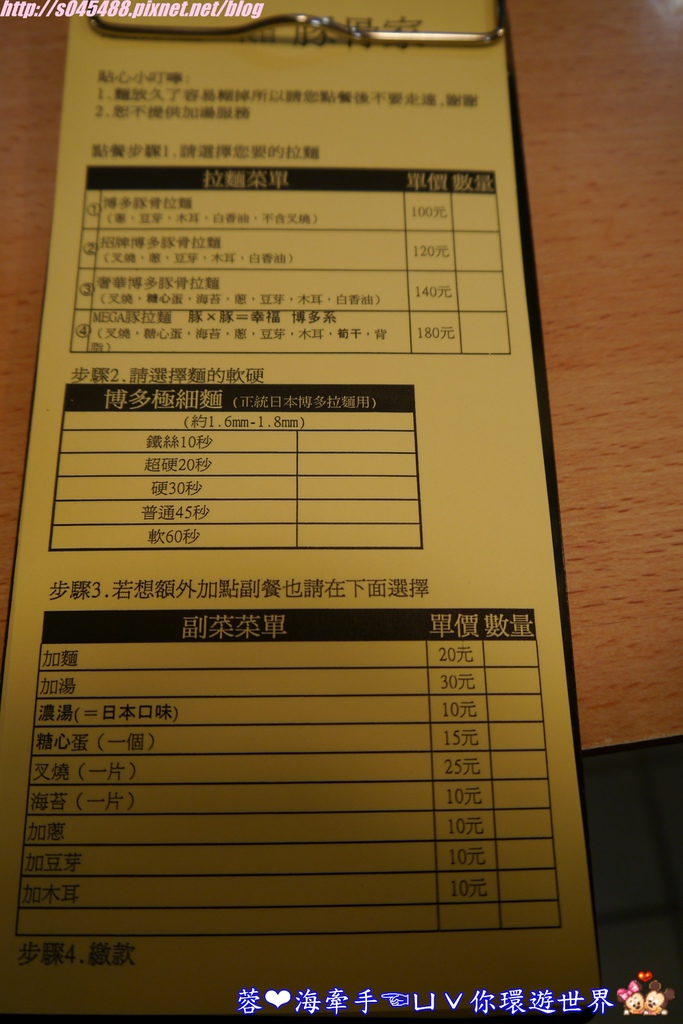 http://s045488.pixnet.net/blog
豚骨家
貼心小叮嚀:
1.麵放久了容易糊掉所以請您點餐後不要走遠,謝謝
2.恕不提供加湯服務
點餐步驟1.請選擇您要的拉麵
拉麵菜單 單價 數量
① 博多豚骨拉麵 100元
(蔥，豆芽，木耳，白香油，不含叉燒)
② 招牌博多豚骨拉麵 120元
(叉燒，蔥，豆芽，木耳、白香油)
③ 奢華博多豚骨拉麵 140元
(叉燒，糖心蛋，海苔，蔥，豆芽，木耳，白香油)
④ MEGA豚拉麵 豚×豚＝幸福 博多系 180元
(叉燒，糖心蛋，海苔，蔥，豆芽，木耳，筍干，背
脂)
步驟2.請選擇麵的軟硬
博多極細麵 (正統日本博多拉麵用)
(約1.6mm-1.8mm)
鐵絲10秒
超硬20秒
硬30秒
普通45秒
軟60秒
步驟3.若想額外加點副餐也請在下面選擇
副菜菜單 單價 數量
加麵 20元
加湯 30元
濃湯(＝日本口味) 10元
糖心蛋（一個） 15元
叉燒（一片） 25元
海苔（一片） 10元
加蔥 10元
加豆芽 10元
加木耳 10元
步驟4.繳款
蓉❤海牽手☜凵∨你環遊世界